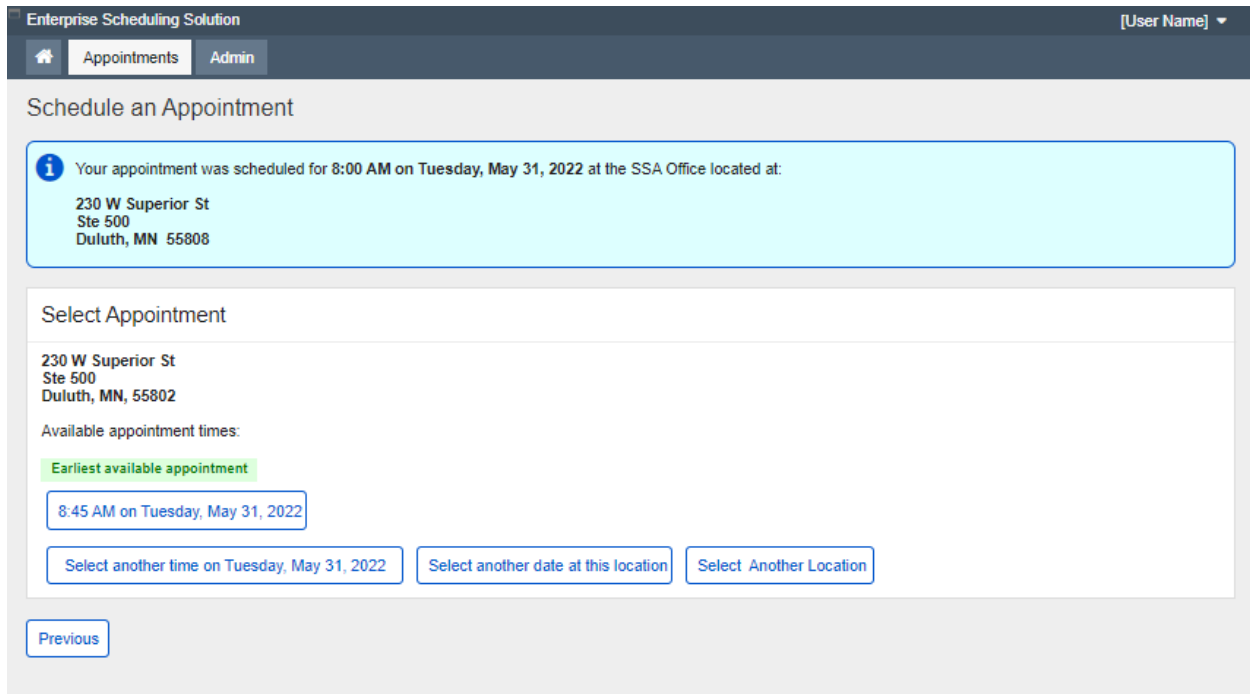 Enterprise Scheduling Solution [User Name]
Appointments Admin
Schedule an Appointment
Your appointment was scheduled for 8:00 AM on Tuesday, May 31, 2022 at the SSA Office located at:
230 W Superior St
Ste 500
Duluth, MN  55808
Select Appointment
230 W Superior St
Ste 500
Duluth, MN, 55802
Available appointment times:
Earliest available appointment
8:45 AM on Tuesday, May 31, 2022
Select another time on Tuesday, May 31, 2022 Select another date at this location Select  Another Location
Previous